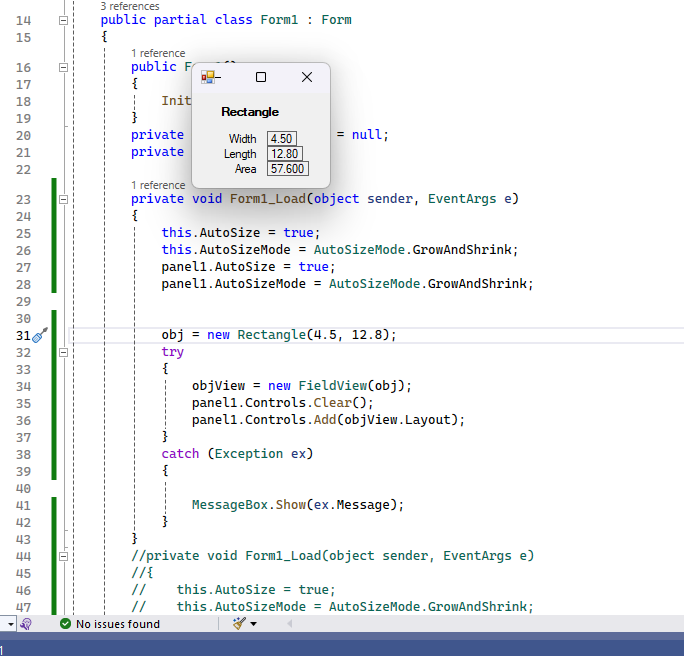 3 references
14 public partial class Form1 : Form
15 {
1 reference
16 public
17 {
18 Init
19 }
20 private = null;
21 private
22
Rectangle
Width 4.50
Length 12.80
Area 57.600
1 reference
23 private void Form1_Load(object sender, EventArgs e)
24 {
25 this.AutoSize = true;
26 this.AutoSizeMode = AutoSizeMode.GrowAndShrink;
27 panel1.AutoSize = true;
28 panel1.AutoSizeMode = AutoSizeMode.GrowAndShrink;
29
30
31 obj = new Rectangle(4.5, 12.8);
32 try
33 {
34 objView = new FieldView(obj);
35 panel1.Controls.Clear();
36 panel1.Controls.Add(objView.Layout);
37 }
38 catch (Exception ex)
39 {
40
41 MessageBox.Show(ex.Message);
42 }
43 }
44 //private void Form1_Load(object sender, EventArgs e)
45 //{
46 // this.AutoSize = true;
47 // this.AutoSizeMode = AutoSizeMode.GrowAndShrink;
No issues found
1